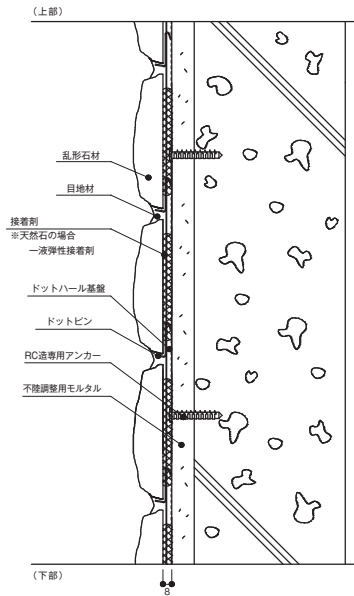 （上部）
乱形石材
目地材
接着剤
※天然石の場合
一液弾性接着剤
ドットハール基盤
ドットピン
RC造専用アンカー
不陸調整用モルタル
（下部）
8